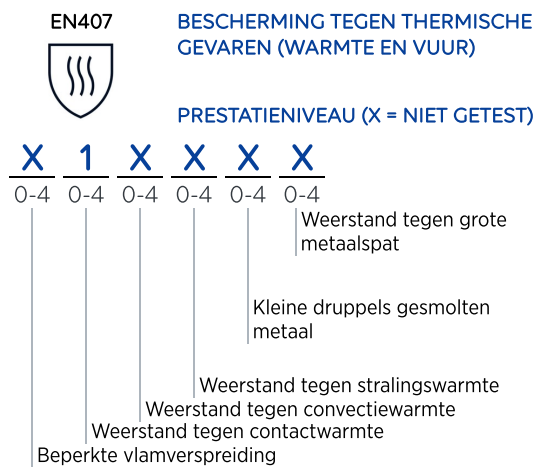 EN407
BESCHERMING TEGEN THERMISCHE
GEVAREN (WARMTE EN VUUR)
PRESTATIENIVEAU (X = NIET GETEST)
X 1 X X X X
0-4 0-4 0-4 0-4 0-4 0-4
Weerstand tegen grote
metaalspat
Kleine druppels gesmolten
metaal
Weerstand tegen stralingswarmte
Weerstand tegen convectiewarmte
Weerstand tegen contactwarmte
Beperkte vlamverspreiding